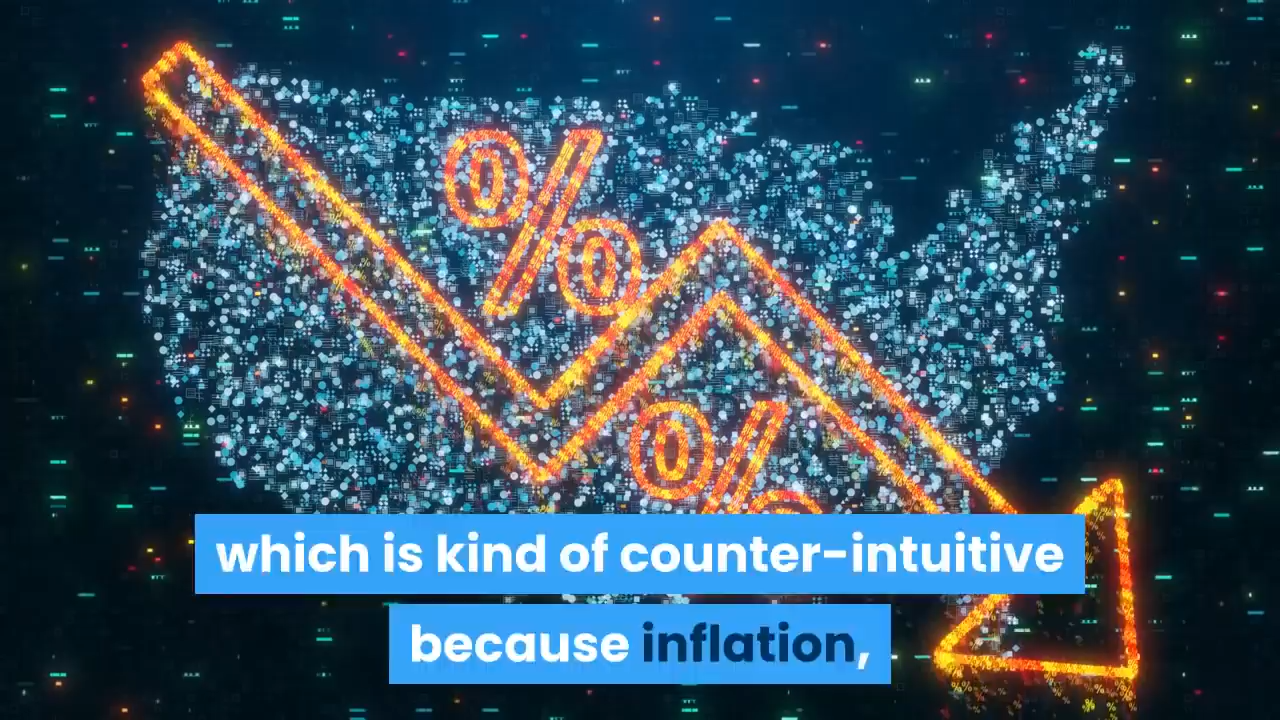 %
%
which is kind of counter-intuitive
because inflation,